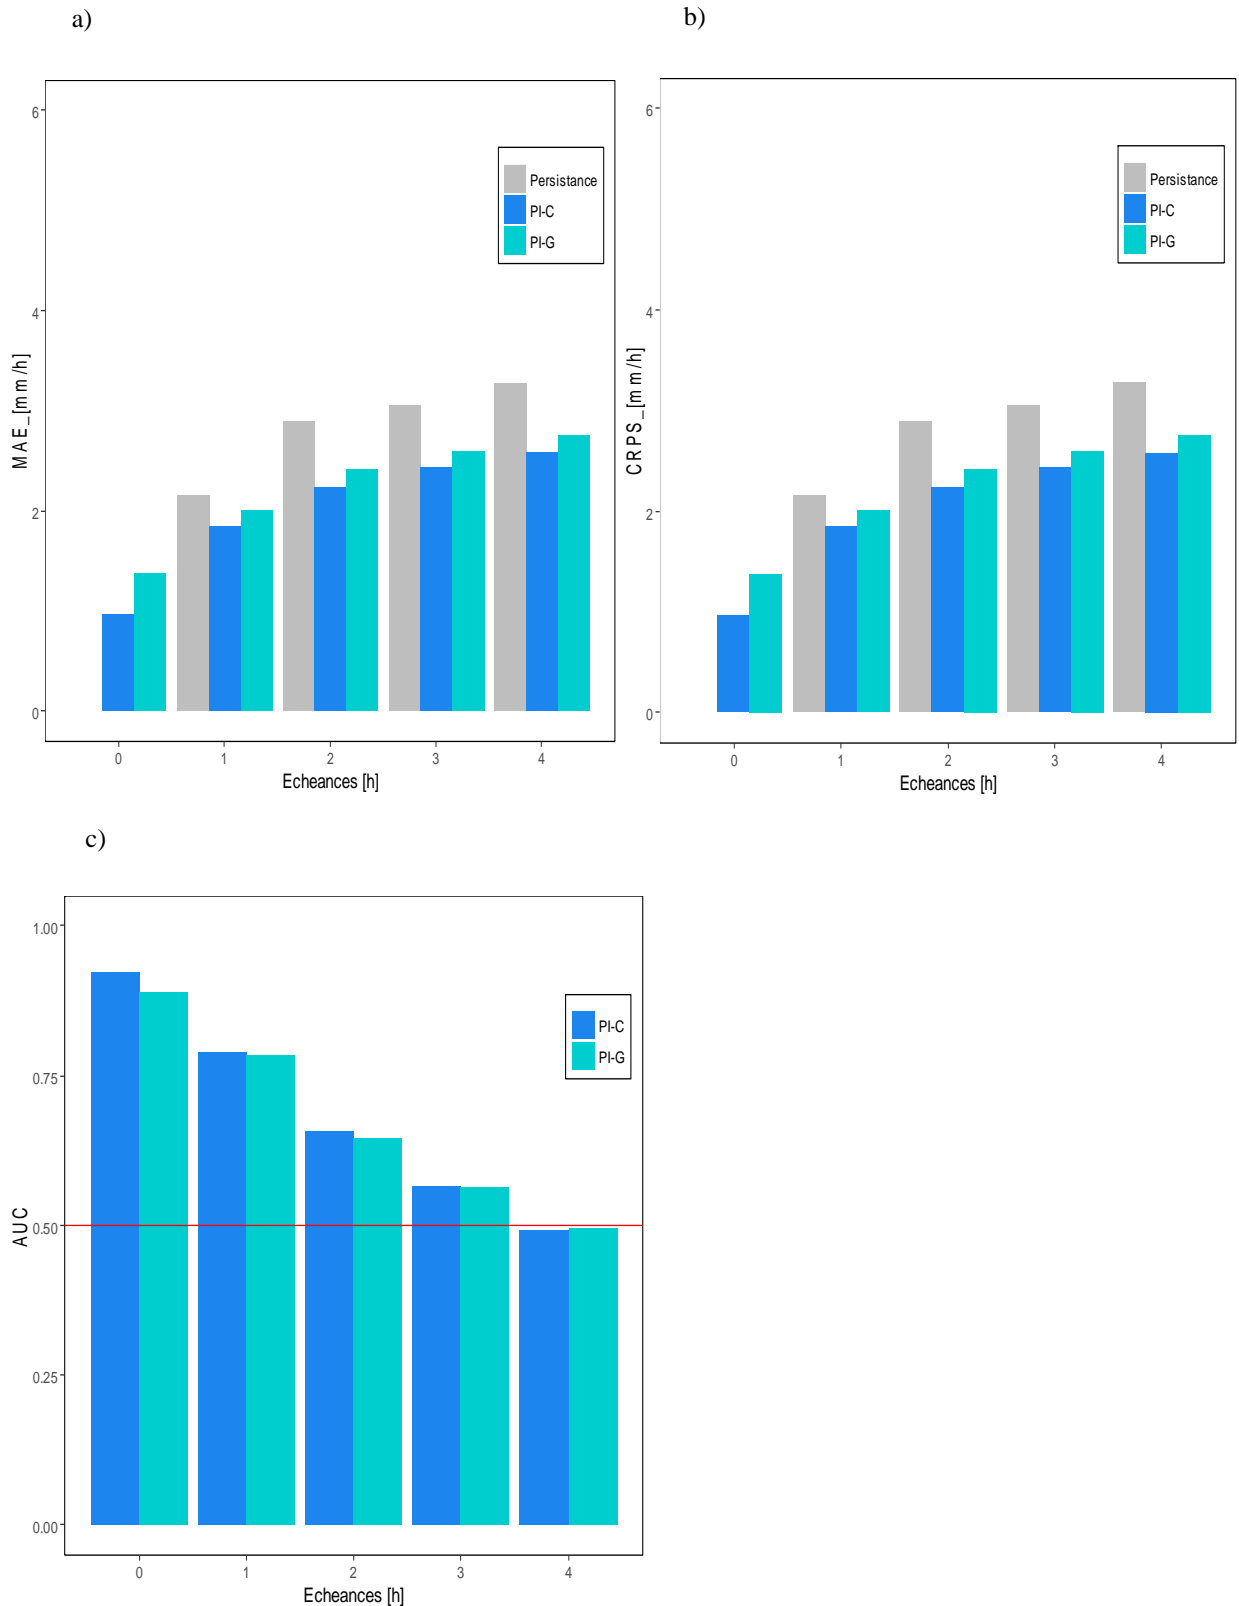 a)
6
4
2
0
MAE_[mm/h]
Persistance
PI-C
PI-G
0 1 2 3 4
Echeances [h]
b)
6
4
2
0
CRPS_[mm/h]
Persistance
PI-C
PI-G
0 1 2 3 4
Echeances [h]
c)
1.00
0.75
0.50
0.25
0.00
AUC
PI-C
PI-G
0 1 2 3 4
Echeances [h]